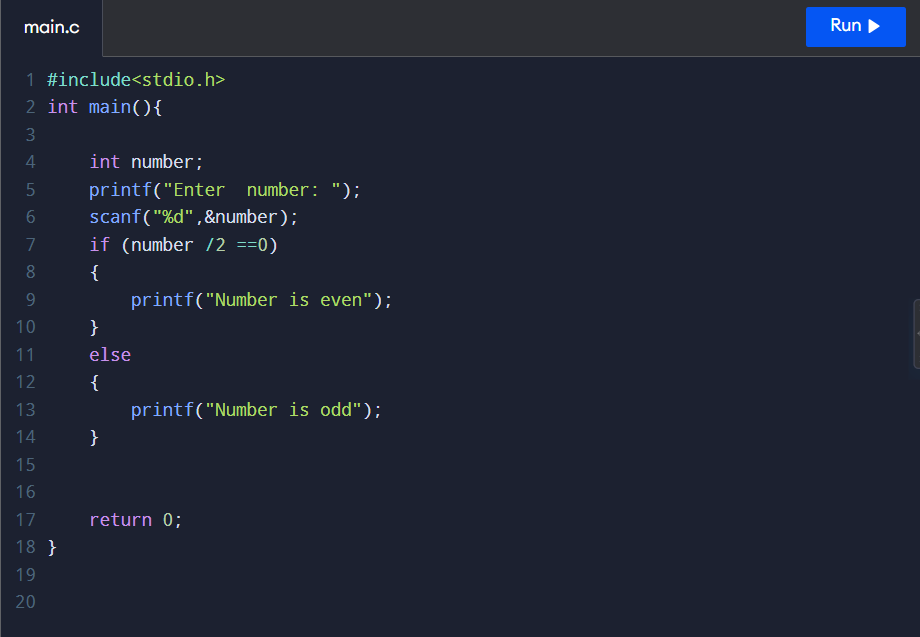 main.c
Run
1 #include<stdio.h>
2 int main(){
3
4     int number;
5     printf("Enter  number: ");
6     scanf("%d",&number);
7     if (number /2 ==0)
8     {
9         printf("Number is even");
10     }
11     else
12     {
13         printf("Number is odd");
14     }
15
16
17     return 0;
18 }
19
20